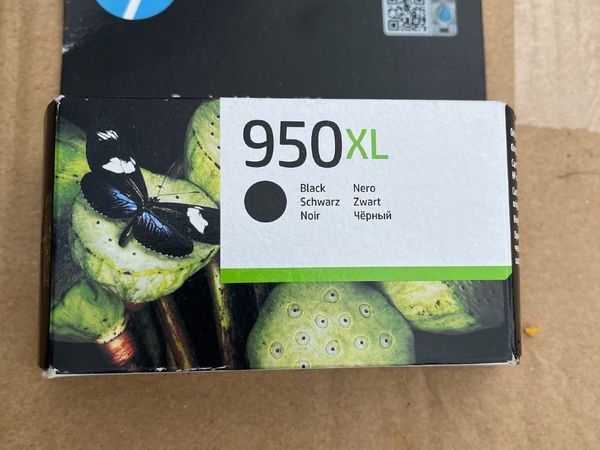 950XL
Black Nero
Schwarz Zwart
Noir Чёрный